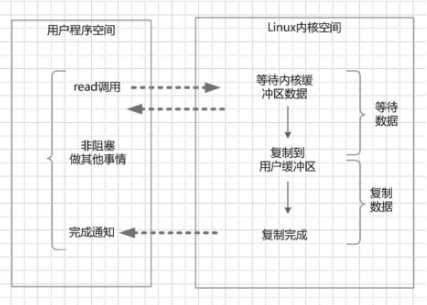 用户程序空间
Linux内核空间
read调用
等待内核缓
冲区数据
等待
数据
非阻塞
做其他事情
复制到
用户缓冲区
复制
数据
完成通知
复制完成